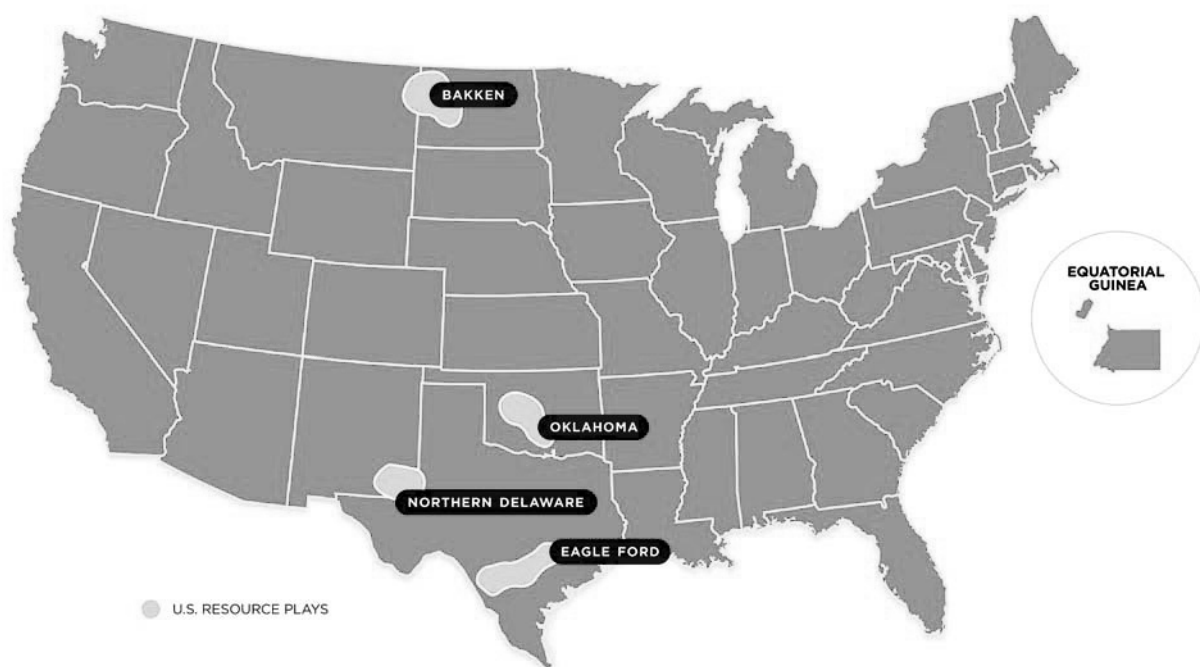 BAKKEN
EQUATORIAL
GUINEA
OKLAHOMA
NORTHERN DELAWARE
EAGLE FORD
U.S. RESOURCE PLAYS